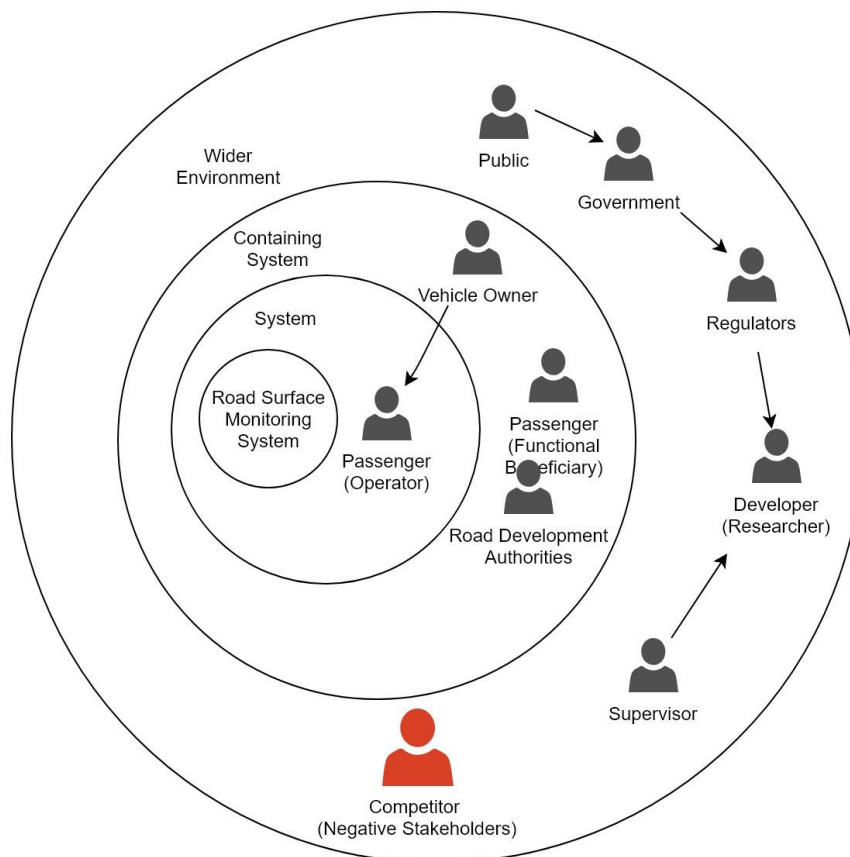 Public
Wider
Environment
Government
Containing
System
Vehicle Owner
Regulators
System
Road Surface
Monitoring
System
Passenger
(Operator)
Passenger
(Functional
Beneficiary)
Road Development
Authorities
Developer
(Researcher)
Supervisor
Competitor
(Negative Stakeholders)